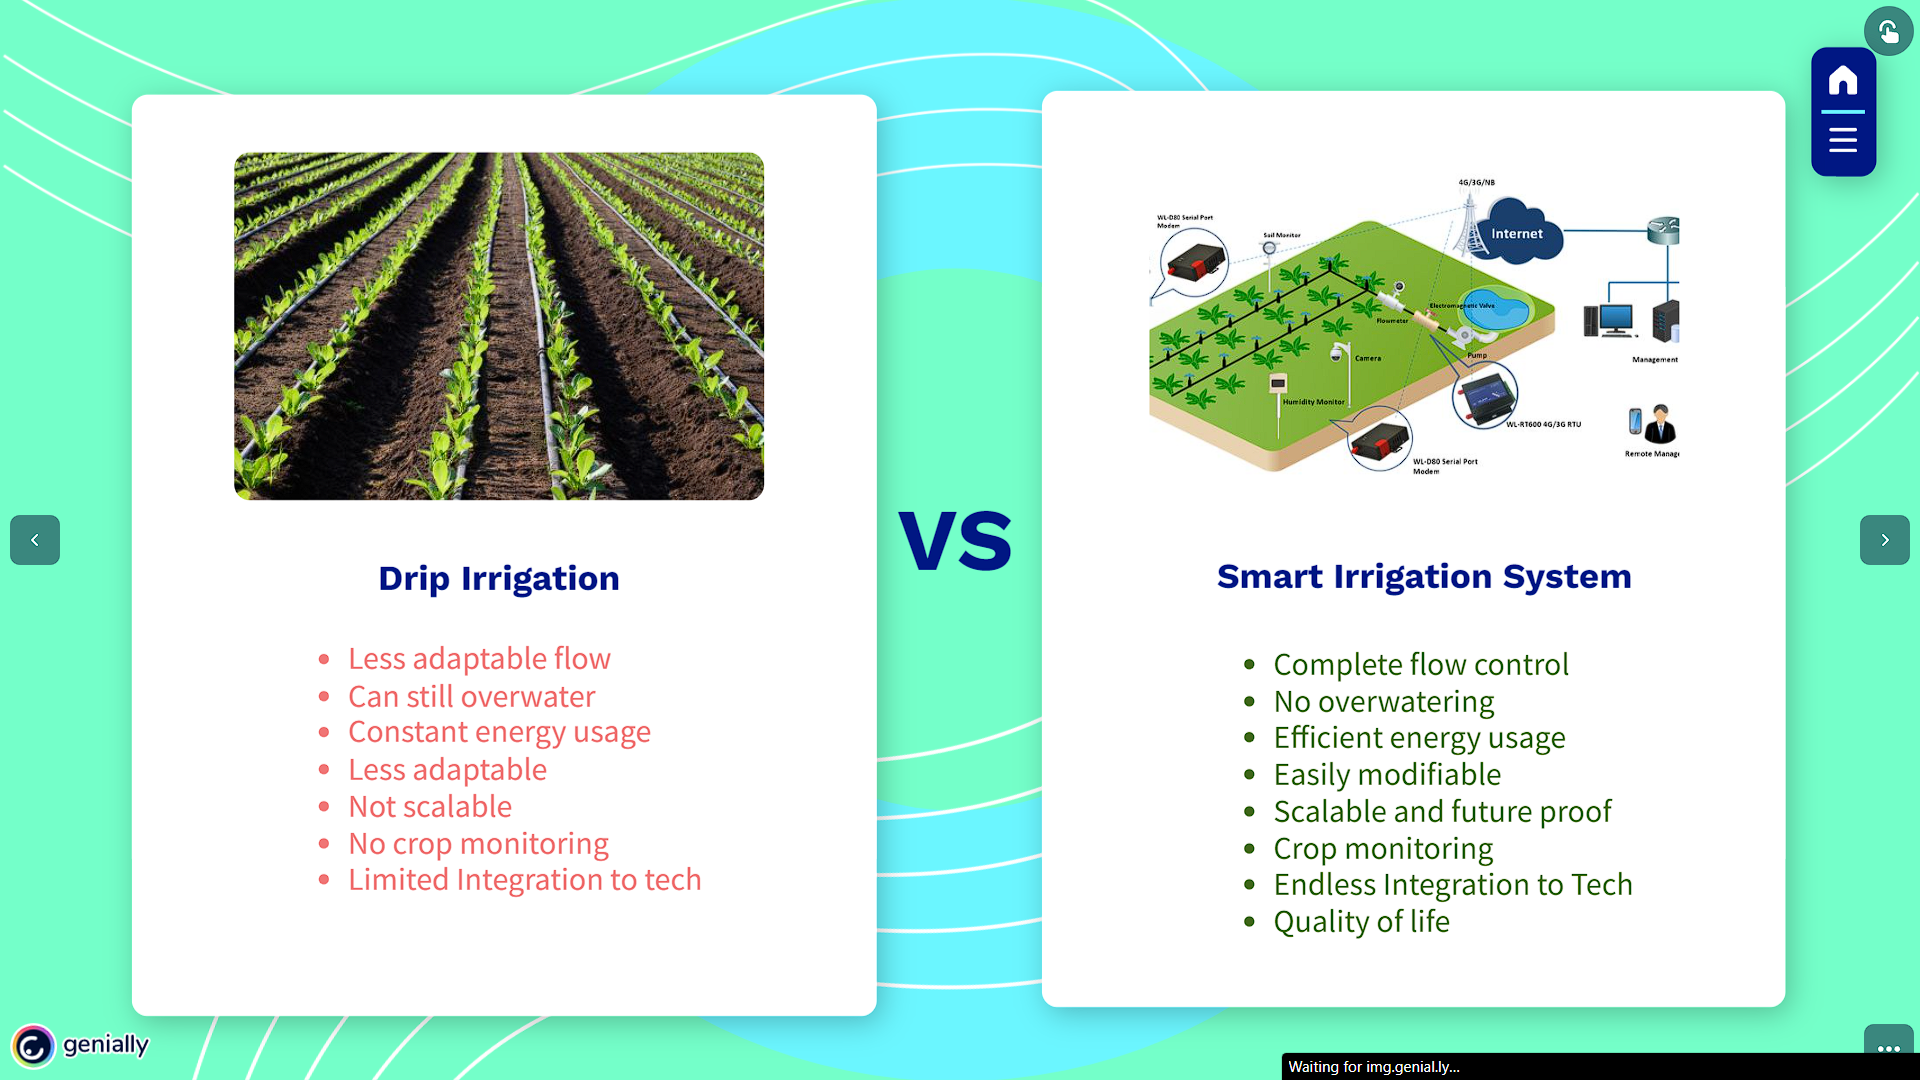 4G/3G/NB
WL-D80 Serial Port
Modem
Soil Monitor
Internet
Electromagnetic Valve
Flowmeter
Camera
Pump
Management
Humidity Monitor
WL-RT600 4G/3G RTU
WL-D80 Serial Port
Modem
Remote Manage
VS
Drip Irrigation
Less adaptable flow
Can still overwater
Constant energy usage
Less adaptable
Not scalable
No crop monitoring
Limited Integration to tech
Smart Irrigation System
Complete flow control
No overwatering
Efficient energy usage
Easily modifiable
Scalable and future proof
Crop monitoring
Endless Integration to Tech
Quality of life
genially
Waiting for img.genial.ly...